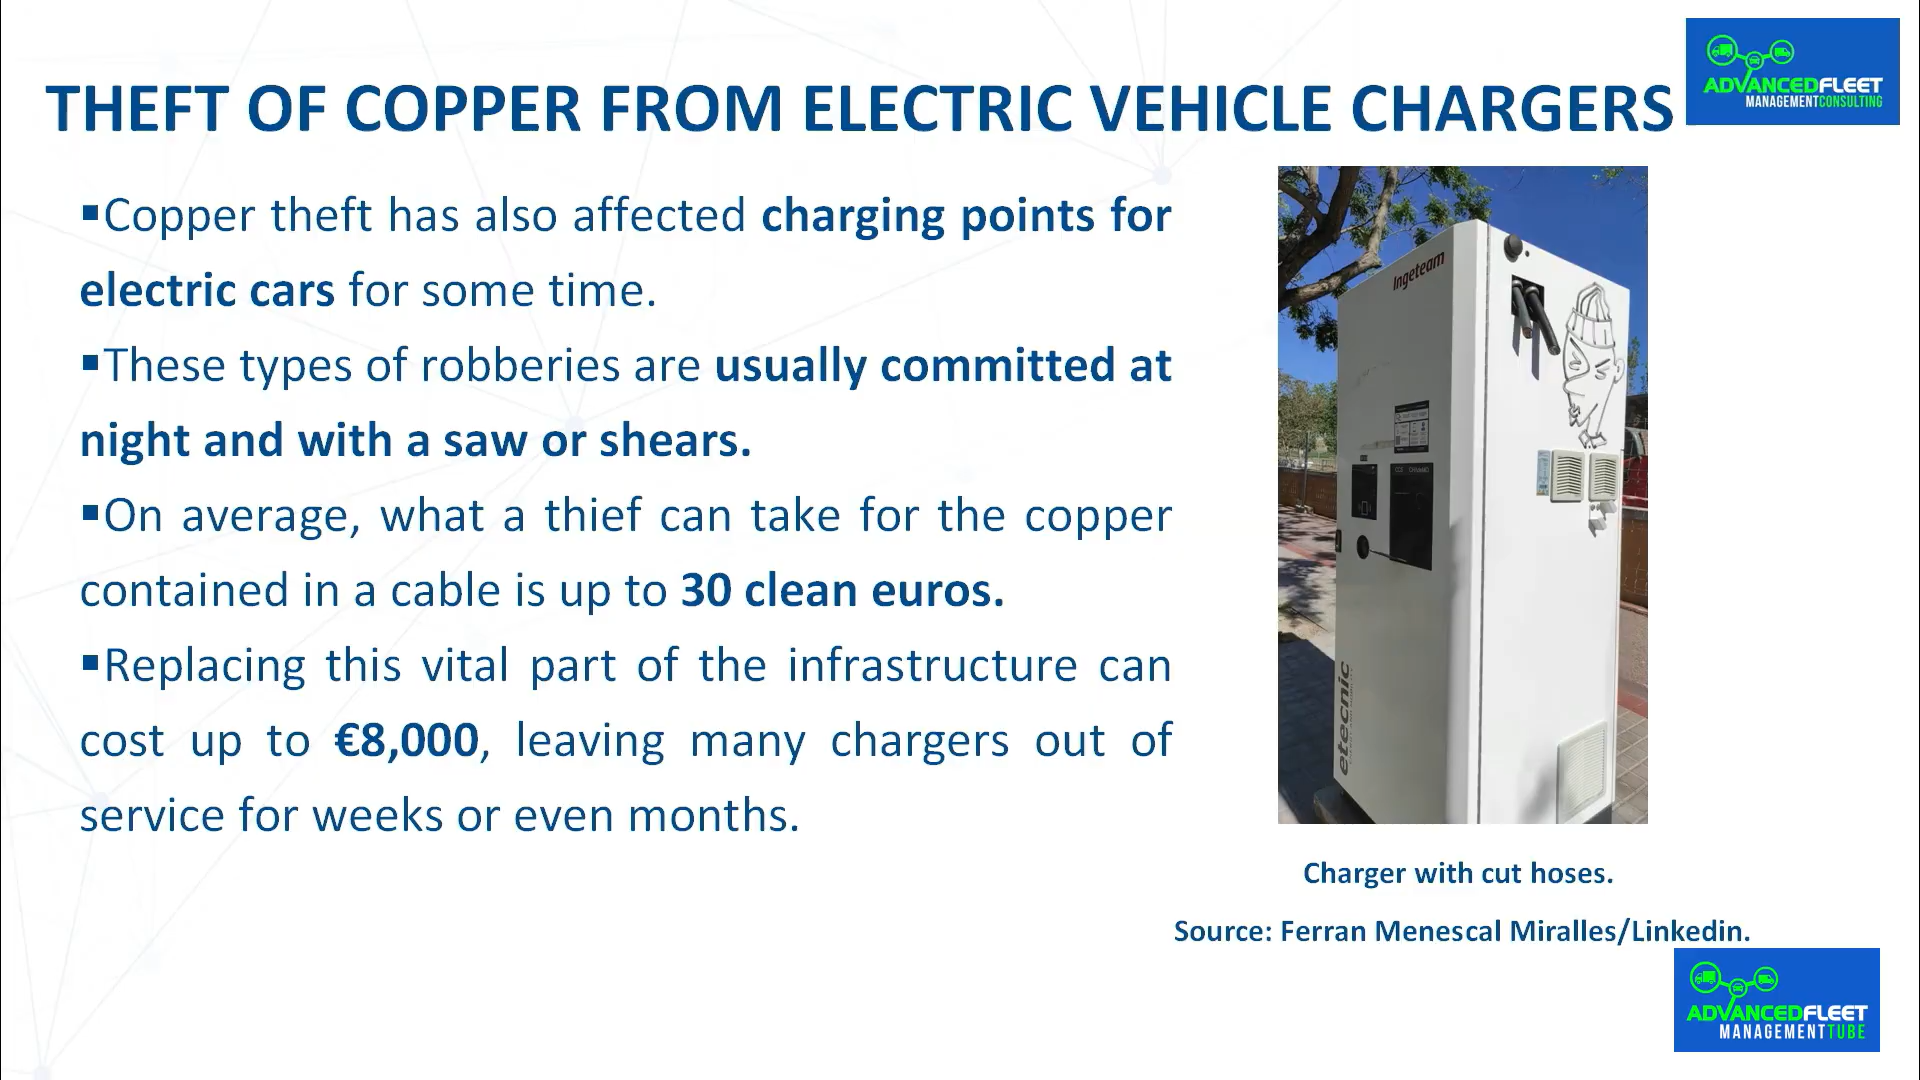 THEFT OF COPPER FROM ELECTRIC VEHICLE CHARGERS
ADVANCEDFLEET
MANAGEMENTCONSULTING
▪Copper theft has also affected charging points for
electric cars for some time.
▪These types of robberies are usually committed at
night and with a saw or shears.
▪On average, what a thief can take for the copper
contained in a cable is up to 30 clean euros.
▪Replacing this vital part of the infrastructure can
cost up to €8,000, leaving many chargers out of
service for weeks or even months.
Ingeteam
etecnic
Charger with cut hoses.
Source: Ferran Menescal Miralles/Linkedin.
ADVANCEDFLEET
MANAGEMENTTUBE